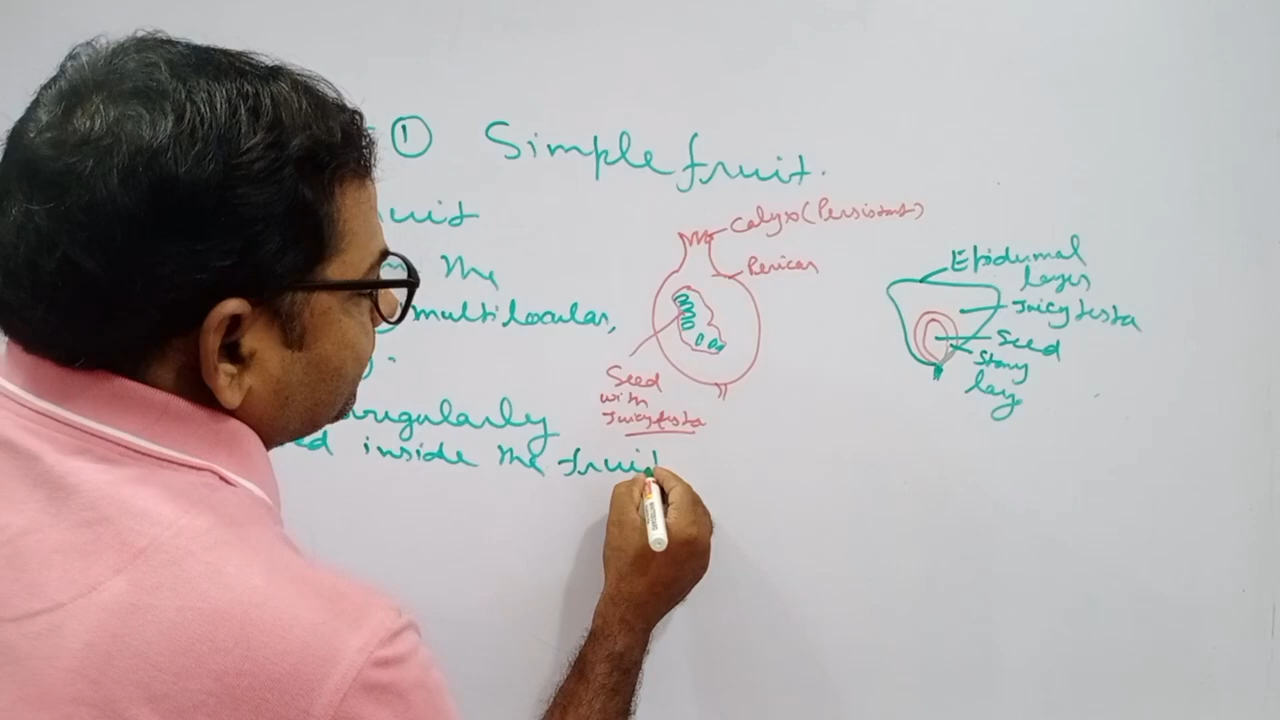 ① Simple fruit.
uit
the
multilocular,
y.
rregularly
ed inside the fruit
Calyx (Persistent)
Pericar
Seed
with
Juicy testa
Epidermal
layer
Juicy testa
Seed
Stony
lay